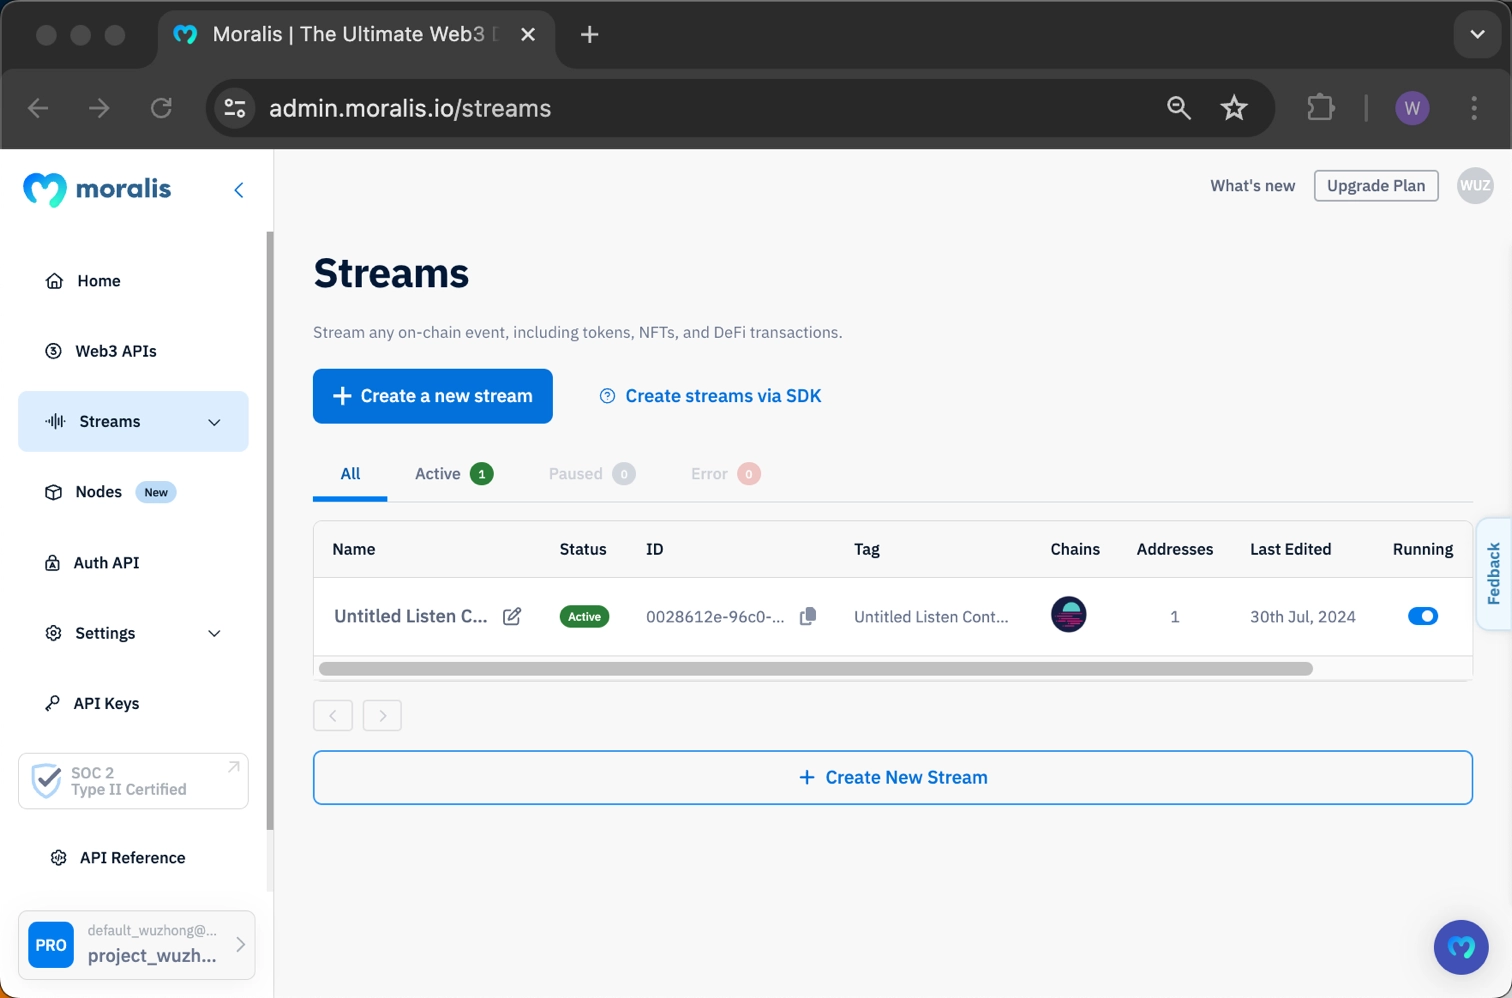 Moralis | The Ultimate Web3
admin.moralis.io/streams
W
moralis
What's new
Upgrade Plan
WUZ
Home
Web3 APIs
Streams
Nodes New
Auth API
Settings
API Keys
SOC 2
Type II Certified
API Reference
PRO
default_wuzhong@...
project_wuzh...
Streams
Stream any on-chain event, including tokens, NFTs, and DeFi transactions.
+ Create a new stream
Create streams via SDK
All Active 1 Paused 0 Error 0
Name Status ID Tag Chains Addresses Last Edited Running
Untitled Listen C... Active 0028612e-96c0-... Untitled Listen Cont... 1 30th Jul, 2024
+ Create New Stream
Feedback